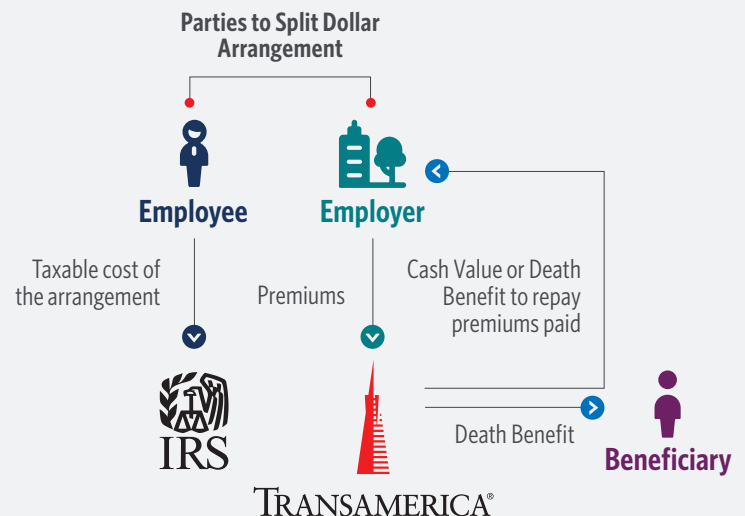 Parties to Split Dollar
Arrangement
Employee
Employer
Taxable cost of
the arrangement
Premiums
Cash Value or Death
Benefit to repay
premiums paid
IRS
Death Benefit
Beneficiary
TRANSAMERICA®